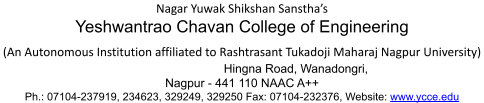 Nagar Yuwak Shikshan Sanstha's
Yeshwantrao Chavan College of Engineering
(An Autonomous Institution affiliated to Rashtrasant Tukadoji Maharaj Nagpur University)
Hingna Road, Wanadongri,
Nagpur - 441 110 NAAC A++
Ph.: 07104-237919, 234623, 329249, 329250 Fax: 07104-232376, Website: www.ycce.edu